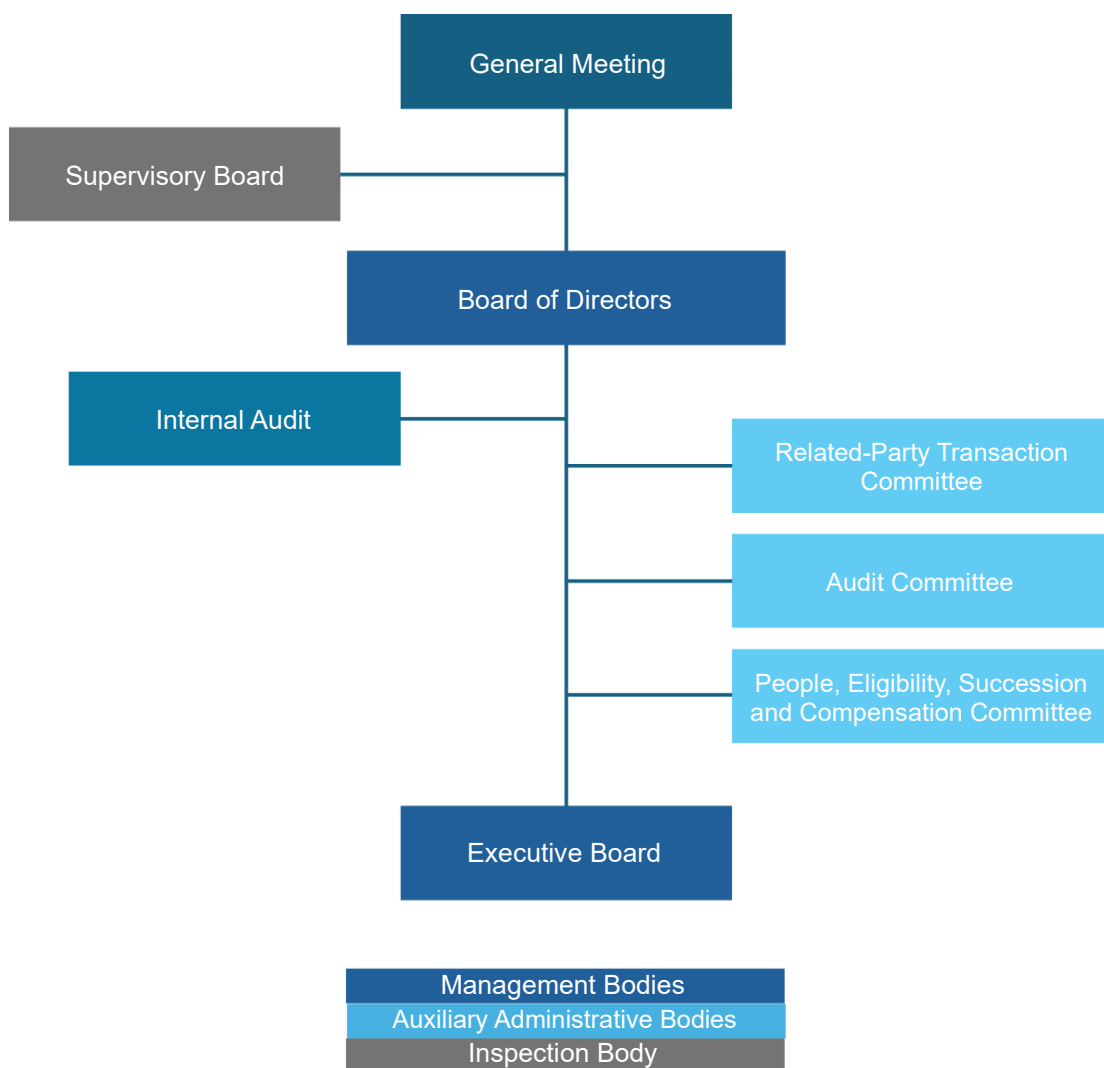 General Meeting
Supervisory Board
Board of Directors
Internal Audit
Related-Party Transaction
Committee
Audit Committee
People, Eligibility, Succession
and Compensation Committee
Executive Board
Management Bodies
Auxiliary Administrative Bodies
Inspection Body